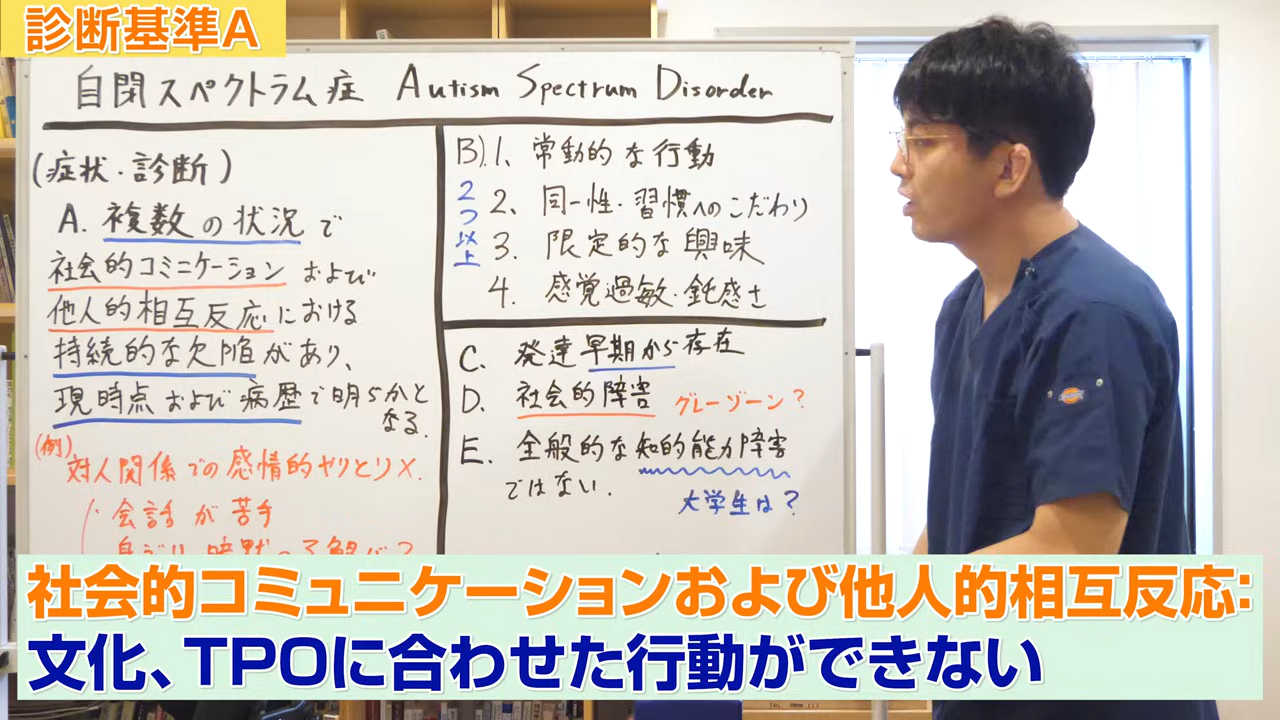 診断基準A
自閉スペクトラム症 Autism Spectrum Disorder
(症状・診断)
A. 複数の状況で
社会的コミニケーション および
他人的相互反応における
持続的な欠陥があり、
現時点および病歴で明らかと
なる.
(例)
対人関係での感情的ヤリとり×.
・会話が苦手
B).1、常動的な行動
2つ以上
2、同一性・習慣へのこだわり
3. 限定的な興味
4. 感覚過敏・鈍感さ
C. 発達早期から存在
D. 社会的障害 グレーゾーン?
E. 全般的な知的能力障害
ではない.
大学生は?
Dickies
社会的コミュニケーションおよび他人的相互反応:
文化、TPOに合わせた行動ができない